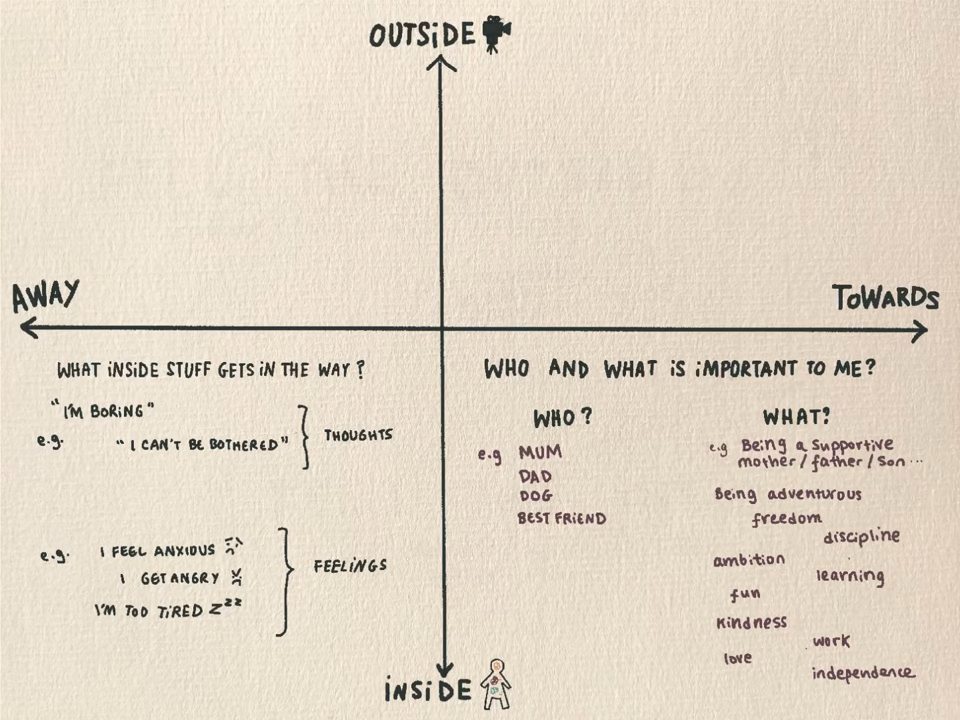 OUTSIDE
AWAY
TOWARDS
WHAT INSIDE STUFF GETS IN THE WAY?
"I'M BORING"
e.g. "I CAN'T BE BOTHERED"
THOUGHTS
e.g. I FEEL ANXIOUS
I GET ANGRY
I'M TOO TIRED Zzz
FEELINGS
WHO AND WHAT IS IMPORTANT TO ME?
WHO?
e.g MUM
DAD
DOG
BEST FRIEND
WHAT?
e.g Being a supportive
mother/father/son...
Being adventurous
freedom
discipline
ambition
learning
fun
kindness
work
love
independence
INSIDE